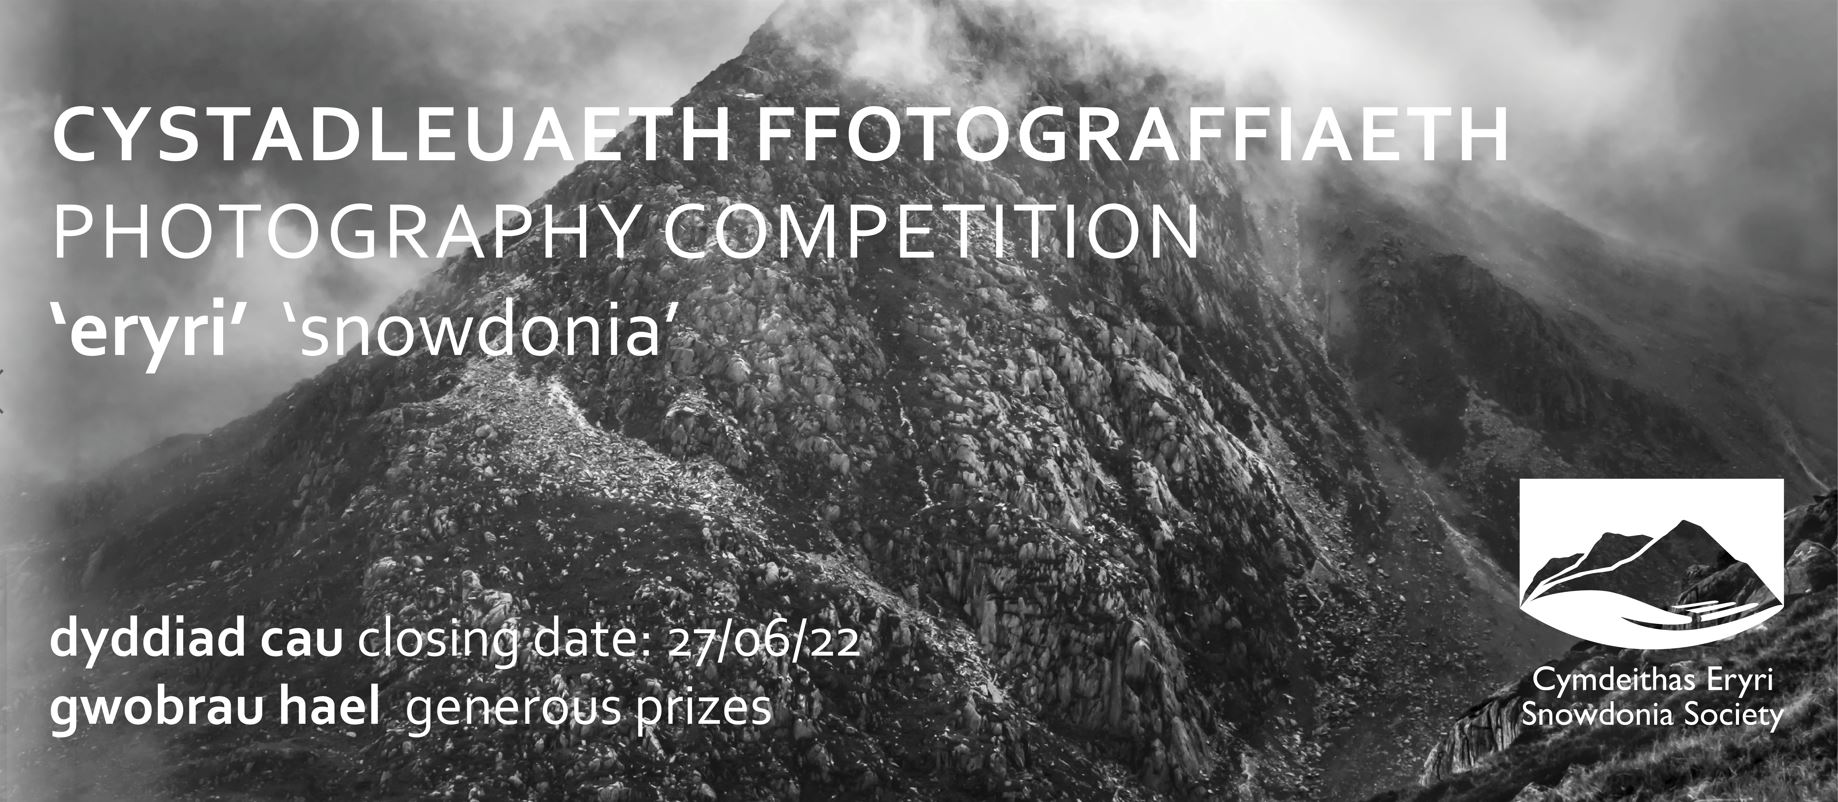 CYSTADLEUAETH FFOTOGRAFFIAETH
PHOTOGRAPHY COMPETITION
‘eryri’ ‘snowdonia’
dyddiad cau closing date: 27/06/22
gwobrau hael generous prizes
Cymdeithas Eryri
Snowdonia Society